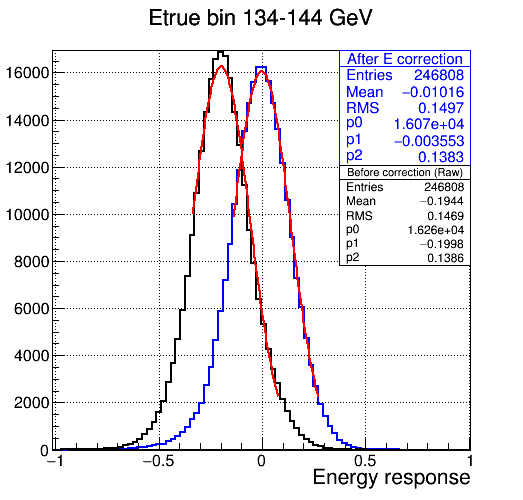 Etrue bin 134-144 GeV
After E correction
Entries 246808
Mean −0.01016
RMS 0.1497
p0 1.607e+04
p1 −0.003553
p2 0.1383
Before correction (Raw)
Entries 246808
Mean −0.1944
RMS 0.1469
p0 1.626e+04
p1 −0.1998
p2 0.1386
16000
14000
12000
10000
8000
6000
4000
2000
0
−1 −0.5 0 0.5 1
Energy response